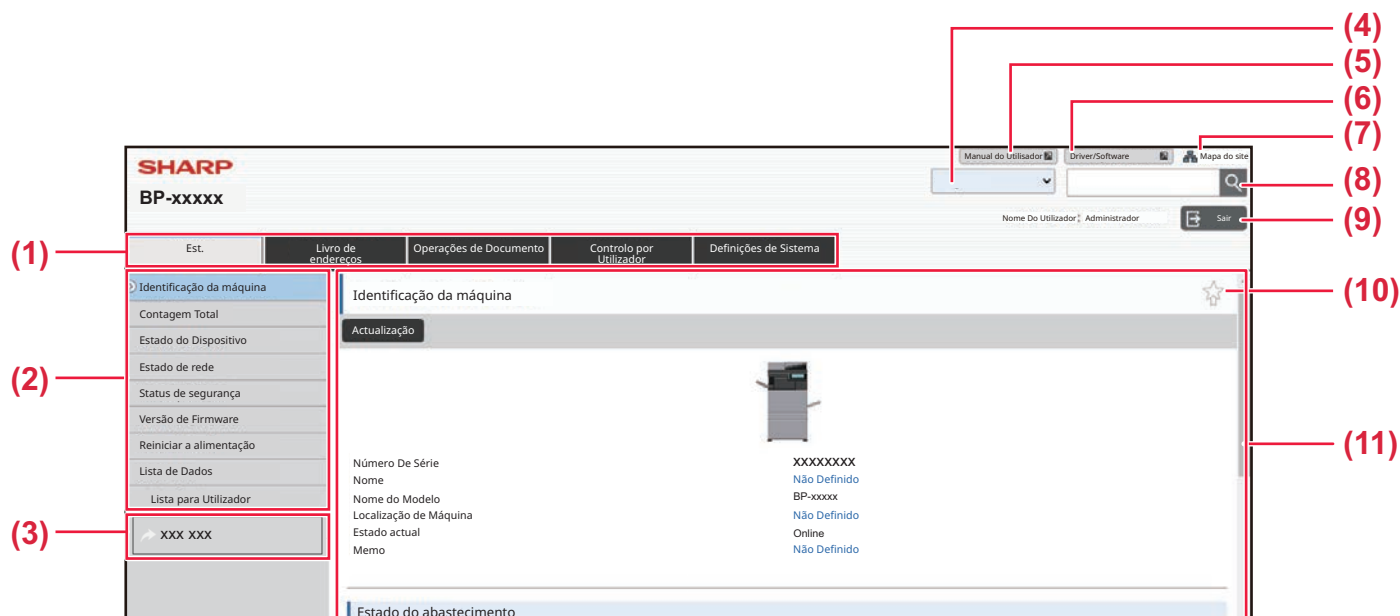 (4)
(5)
(6)
(7)
SHARP
Manual do Utilisador
Driver/Software
Mapa do site
(8)
BP-xxxxx
Nome Do Utilizador: Administrador
Sair
(9)
(1)
Est.
Livro de
endereços
Operações de Documento
Controlo por
Utilizador
Definições de Sistema
Identificação da máquina
Contagem Total
Estado do Dispositivo
Estado de rede
Status de segurança
Versão de Firmware
Reiniciar a alimentação
Lista de Dados
Lista para Utilizador
(2)
(3)
XXX XXX
Identificação da máquina
(10)
Actualização
(11)
Número De Série XXXXXXXX
Nome Não Definido
Nome do Modelo BP-xxxxx
Localização de Máquina Não Definido
Estado actual Online
Memo Não Definido
Estado do abastecimento